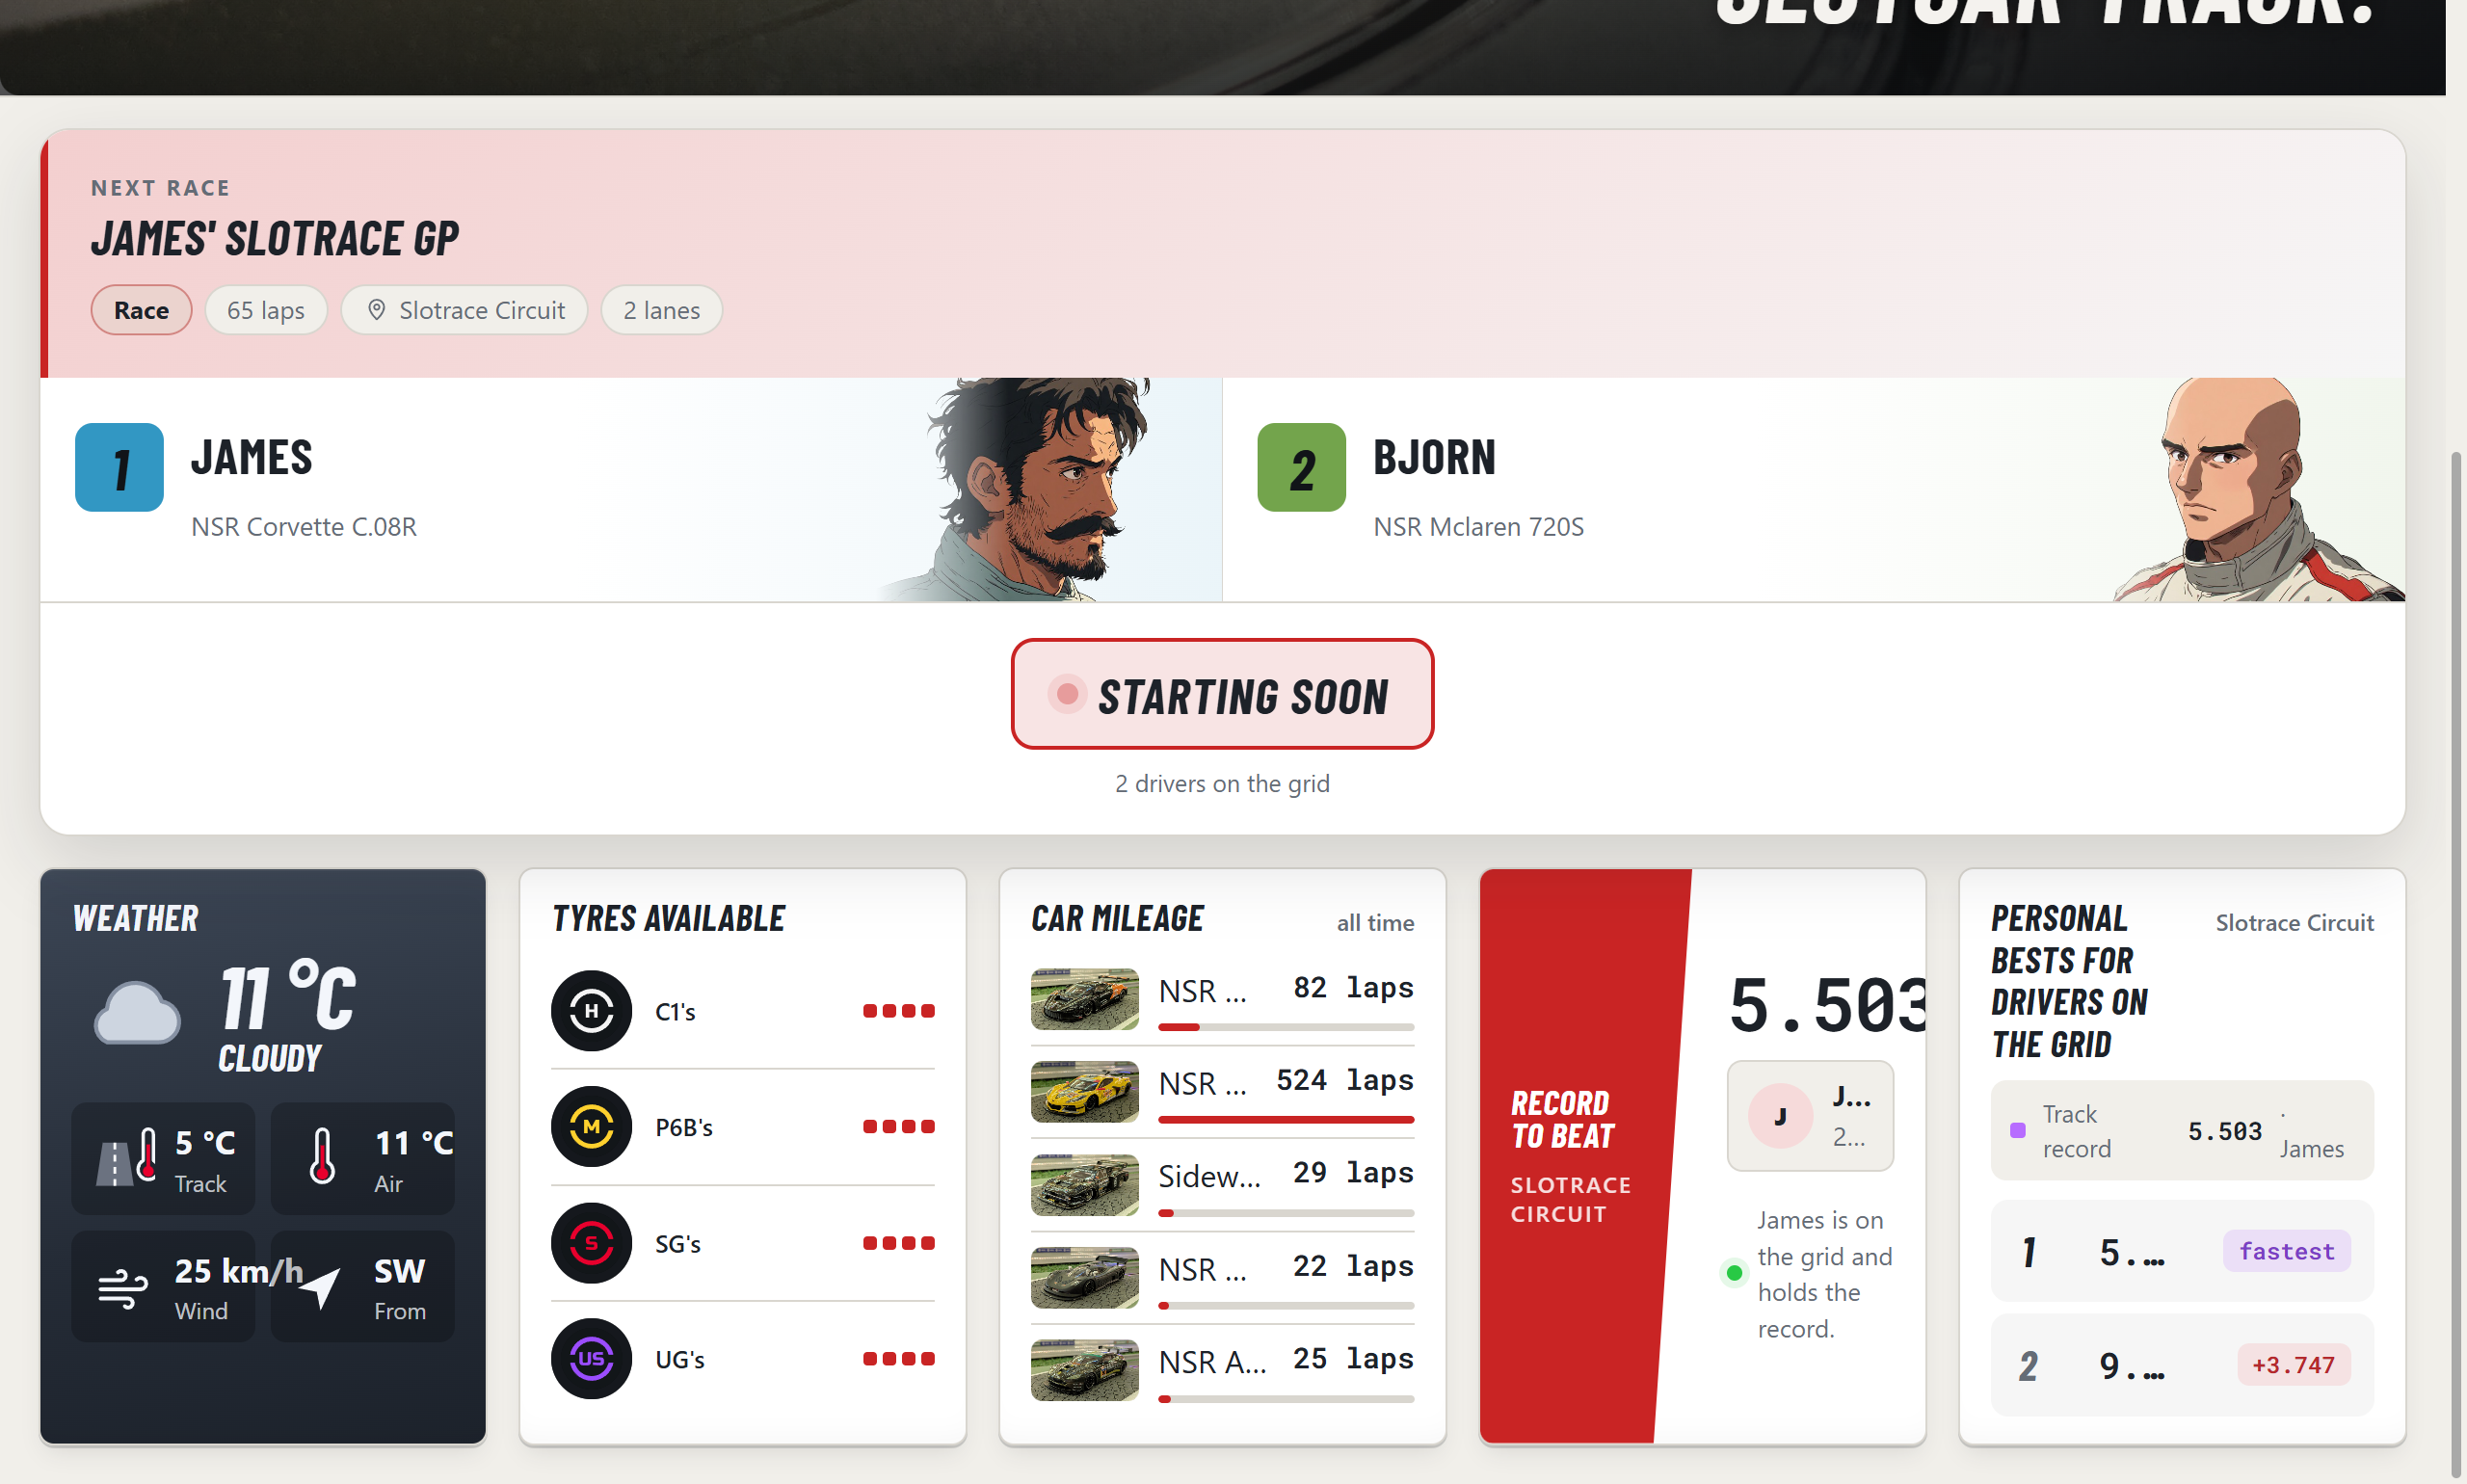 SLOTCAR TRACK.
NEXT RACE
JAMES' SLOTRACE GP
Race
65 laps
Slotrace Circuit
2 lanes
1
JAMES
NSR Corvette C.08R
2
BJORN
NSR Mclaren 720S
STARTING SOON
2 drivers on the grid
WEATHER
11 °C
CLOUDY
5 °C
Track
11 °C
Air
25 km/h
Wind
SW
From
TYRES AVAILABLE
H
C1's
M
P6B's
S
SG's
US
UG's
CAR MILEAGE
all time
NSR ...
82 laps
NSR ...
524 laps
Sidew...
29 laps
NSR ...
22 laps
NSR A...
25 laps
RECORD
TO BEAT
SLOTRACE
CIRCUIT
5.503
J
J...
2...
James is on
the grid and
holds the
record.
PERSONAL
BESTS FOR
DRIVERS ON
THE GRID
Slotrace Circuit
Track
record
5.503
·
James
1
5....
fastest
2
9....
+3.747